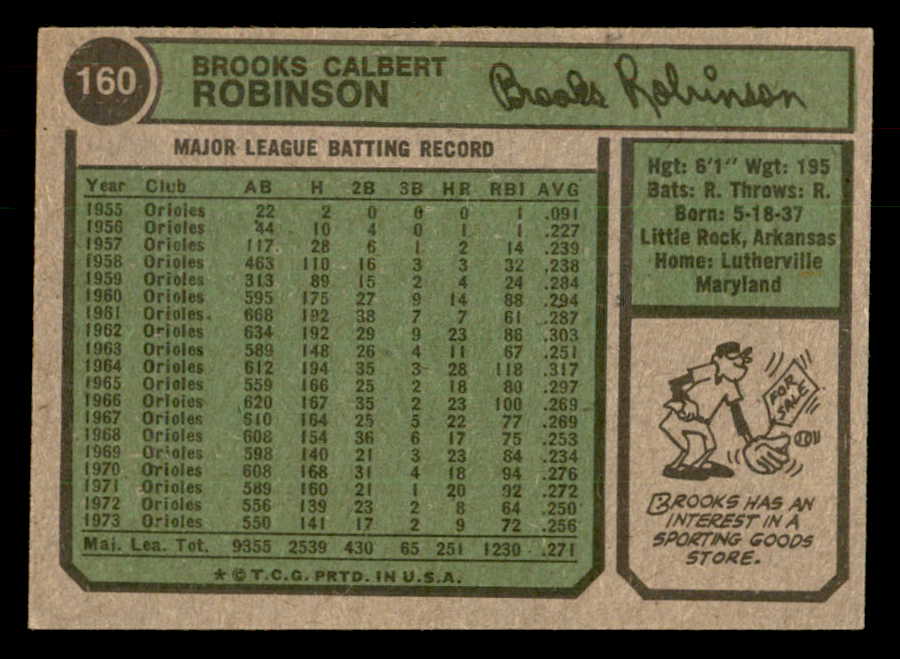 160
BROOKS CALBERT
ROBINSON
Brooks Robinson
MAJOR LEAGUE BATTING RECORD
Year Club AB H 2B 3B HR RBI AVG
1955 Orioles 22 2 0 0 0 1 .091
1956 Orioles 44 10 4 0 1 1 .227
1957 Orioles 117 28 6 1 2 14 .239
1958 Orioles 463 110 16 3 3 32 .238
1959 Orioles 313 89 15 2 4 24 .284
1960 Orioles 595 175 27 9 14 88 .294
1961 Orioles 668 192 38 7 7 61 .287
1962 Orioles 634 192 29 9 23 86 .303
1963 Orioles 589 148 26 4 11 67 .251
1964 Orioles 612 194 35 3 28 118 .317
1965 Orioles 559 166 25 2 18 80 .297
1966 Orioles 620 167 35 2 23 100 .269
1967 Orioles 610 164 25 5 22 77 .269
1968 Orioles 608 154 36 6 17 75 .253
1969 Orioles 598 140 21 3 23 84 .234
1970 Orioles 608 168 31 4 18 94 .276
1971 Orioles 589 160 21 1 20 92 .272
1972 Orioles 556 139 23 2 8 64 .250
1973 Orioles 550 141 17 2 9 72 .256
Maj. Lea. Tot. 9355 2539 430 65 251 1230 .271
* © T.C.G. PRTD. IN U.S.A.
Hgt: 6'1" Wgt: 195
Bats: R. Throws: R.
Born: 5-18-37
Little Rock, Arkansas
Home: Lutherville
Maryland
FOR
SALE
BROOKS HAS AN
INTEREST IN A
SPORTING GOODS
STORE.